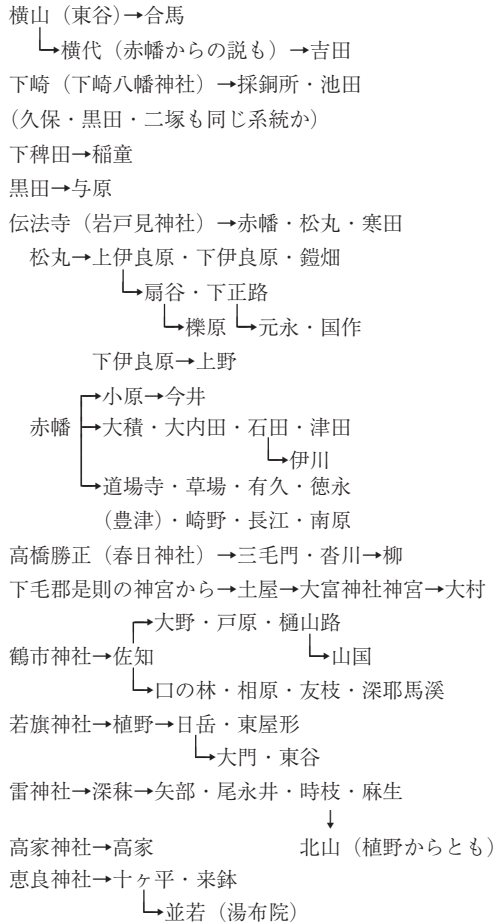 横山（東谷）→合馬
└→横代（赤幡からの説も）→吉田
下崎（下崎八幡神社）→採銅所・池田
（久保・黒田・二塚も同じ系統か）
下稗田→稲童
黒田→与原
伝法寺（岩戸見神社）→赤幡・松丸・寒田
松丸→上伊良原・下伊良原・鎧畑
└→扇谷・下正路
└→櫟原 └→元永・国作
下伊良原→上野
┌→小原→今井
赤幡├→大積・大内田・石田・津田
└→伊川
└→道場寺・草場・有久・徳永
（豊津）・崎野・長江・南原
高橋勝正（春日神社）→三毛門・沓川→柳
下毛郡是則の神宮から→土屋→大富神社神宮→大村
┌→大野・戸原・樋山路
鶴市神社→佐知 └→山国
└→口の林・相原・友枝・深耶馬溪
若旗神社→植野→日岳・東屋形
└→大門・東谷
雷神社→深秣→矢部・尾永井・時枝・麻生
↓
高家神社→高家 北山（植野からとも）
恵良神社→十ヶ平・来鉢
└→並若（湯布院）